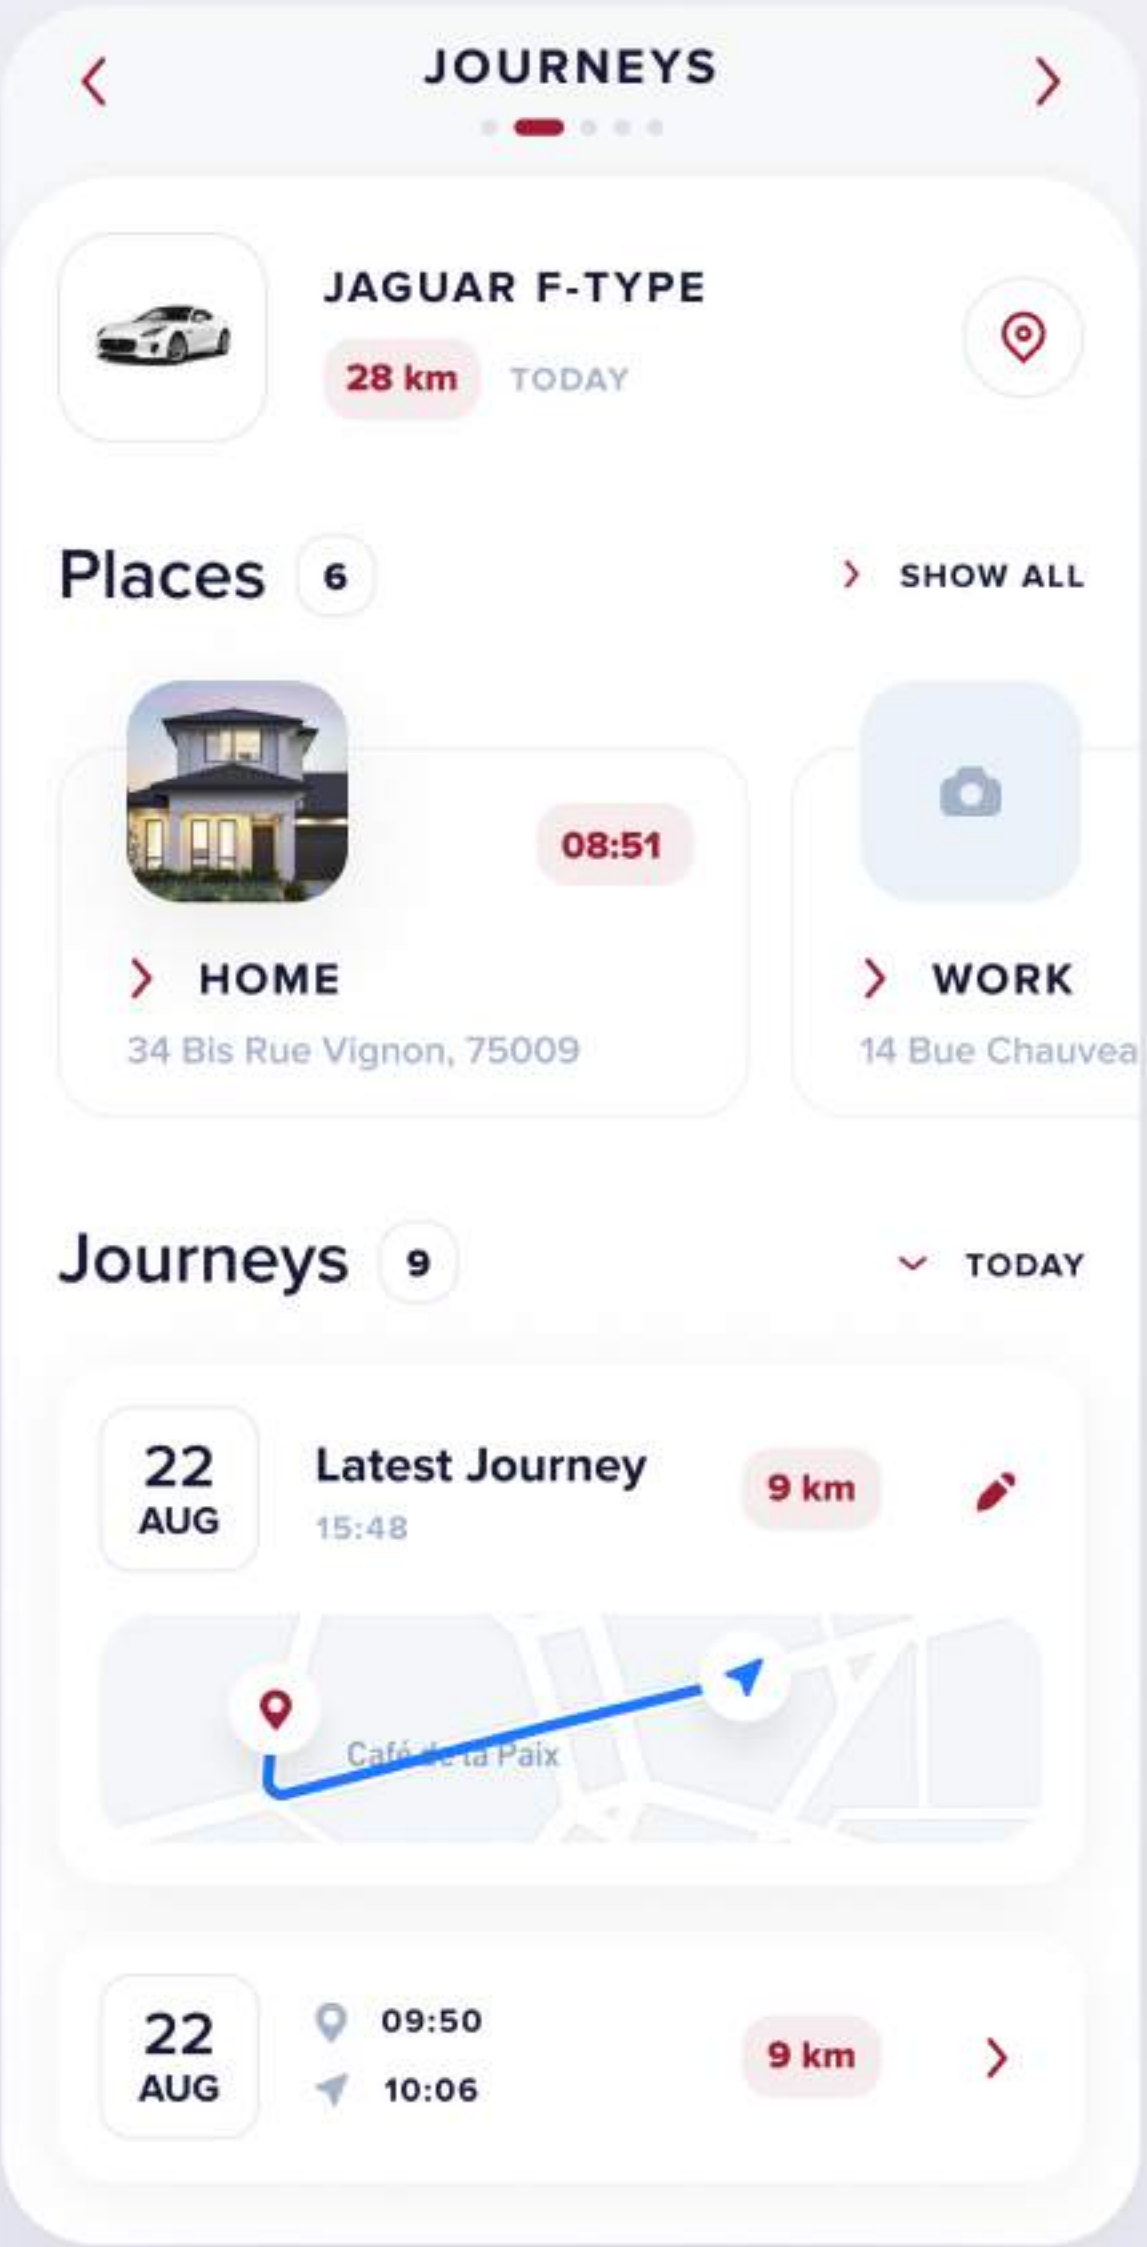 JOURNEYS
JAGUAR F-TYPE
28 km TODAY
Places 6 SHOW ALL
08:51
HOME
34 Bis Rue Vignon, 75009
WORK
14 Bue Chauvea
Journeys 9 TODAY
22
AUG
Latest Journey
15:48
9 km
Café de la Paix
22
AUG
09:50
10:06
9 km